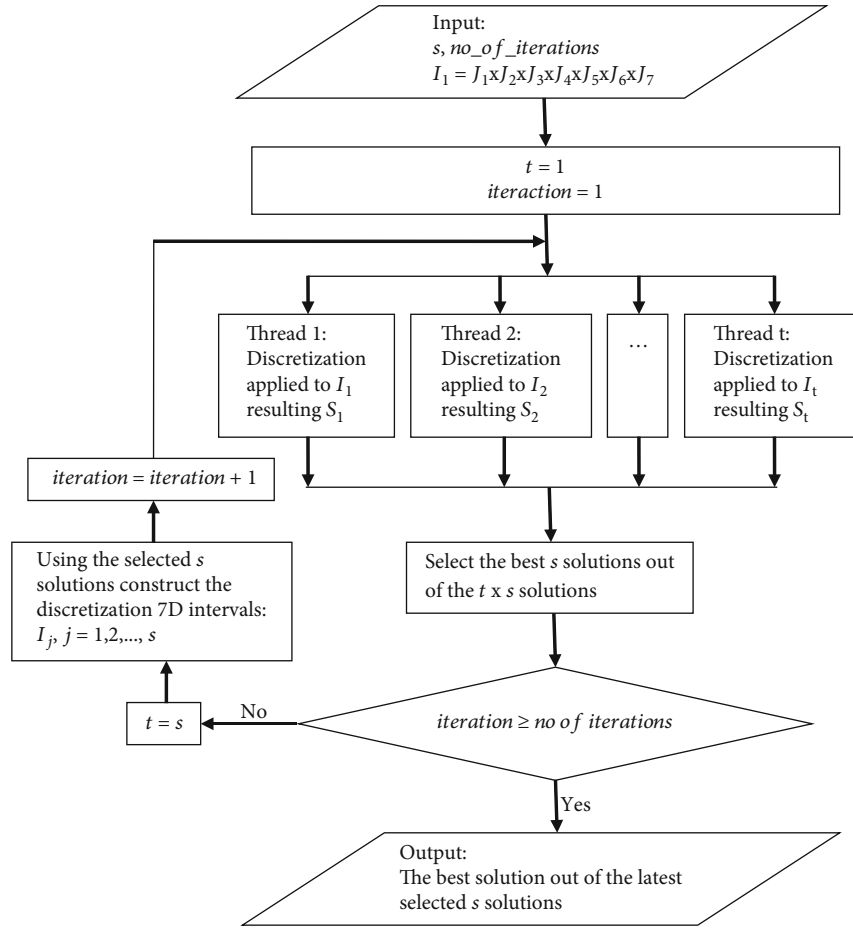 Input:
s, no_of_iterations
I₁ = J₁xJ₂xJ₃xJ₄xJ₅xJ₆xJ₇
t = 1
iteraction = 1
Thread 1:
Discretization
applied to I₁
resulting S₁
Thread 2:
Discretization
applied to I₂
resulting S₂
...
Thread t:
Discretization
applied to Iₜ
resulting Sₜ
iteration = iteration + 1
Using the selected s
solutions construct the
discretization 7D intervals:
Iⱼ, j = 1,2,..., s
Select the best s solutions out
of the t x s solutions
t = s
No
iteration ≥ no of iterations
Yes
Output:
The best solution out of the latest
selected s solutions